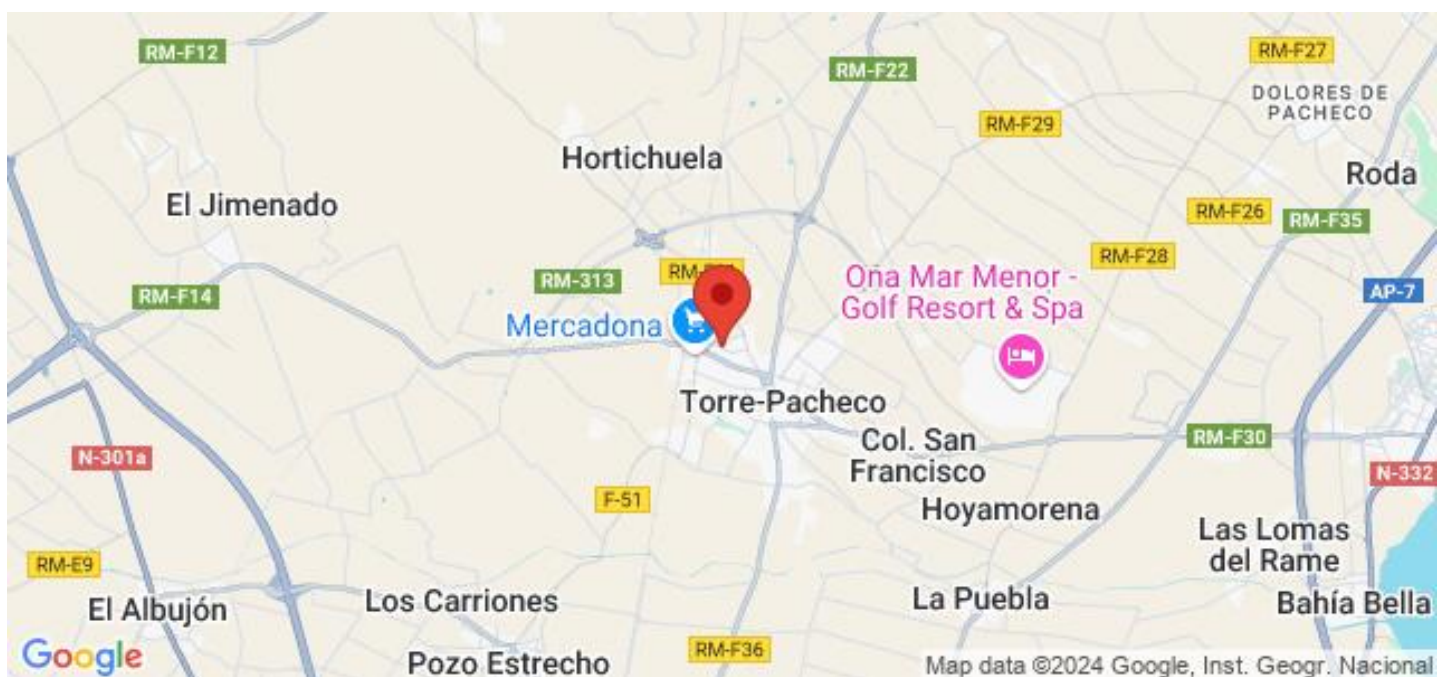 RM-F12
RM-F22
RM-F27
DOLORES DE
PACHECO
RM-F29
Hortichuela
Roda
El Jimenado
RM-F26
RM-F35
RM-F28
RM-313
Ona Mar Menor -
Golf Resort & Spa
RM-F14
AP-7
Mercadona
Torre-Pacheco
Col. San
Francisco
RM-F30
N-301a
N-332
F-51
Hoyamorena
Las Lomas
del Rame
RM-E9
El Albujón
Los Carriones
La Puebla
Bahía Bella
Google
Pozo Estrecho
RM-F36
Map data ©2024 Google, Inst. Geogr. Nacional